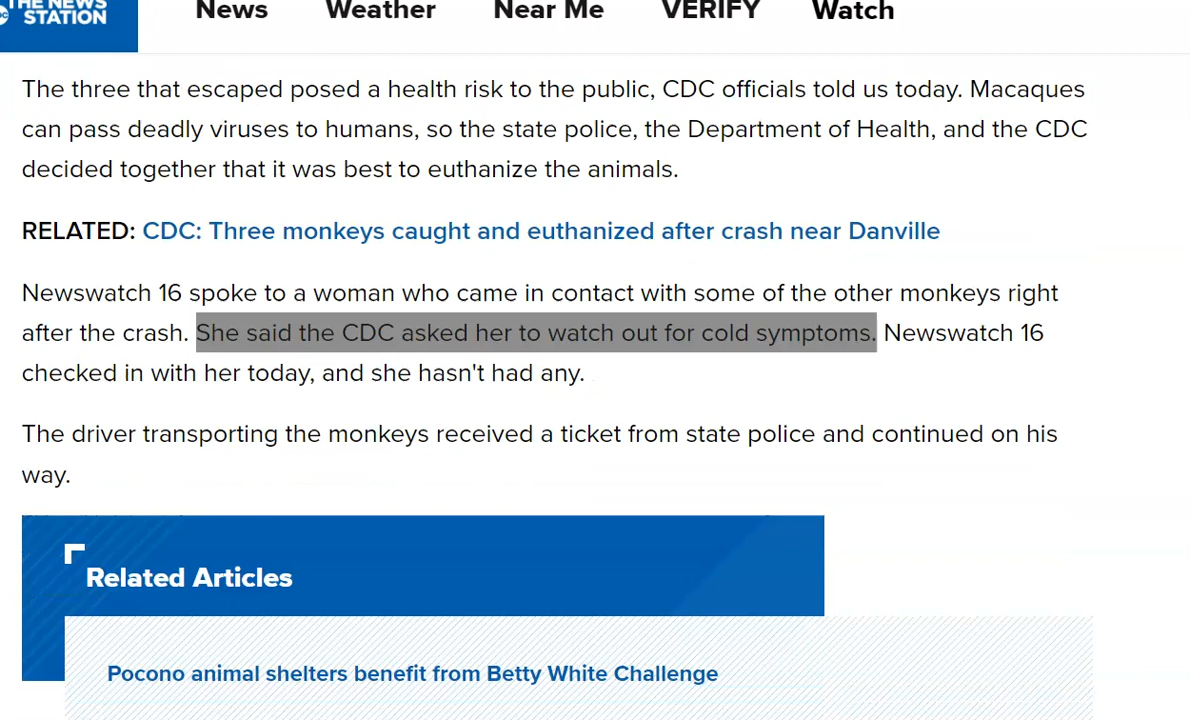 THE NEWS
STATION
News Weather Near Me VERIFY Watch
The three that escaped posed a health risk to the public, CDC officials told us today. Macaques
can pass deadly viruses to humans, so the state police, the Department of Health, and the CDC
decided together that it was best to euthanize the animals.
RELATED: CDC: Three monkeys caught and euthanized after crash near Danville
Newswatch 16 spoke to a woman who came in contact with some of the other monkeys right
after the crash. She said the CDC asked her to watch out for cold symptoms. Newswatch 16
checked in with her today, and she hasn't had any.
The driver transporting the monkeys received a ticket from state police and continued on his
way.
Related Articles
Pocono animal shelters benefit from Betty White Challenge